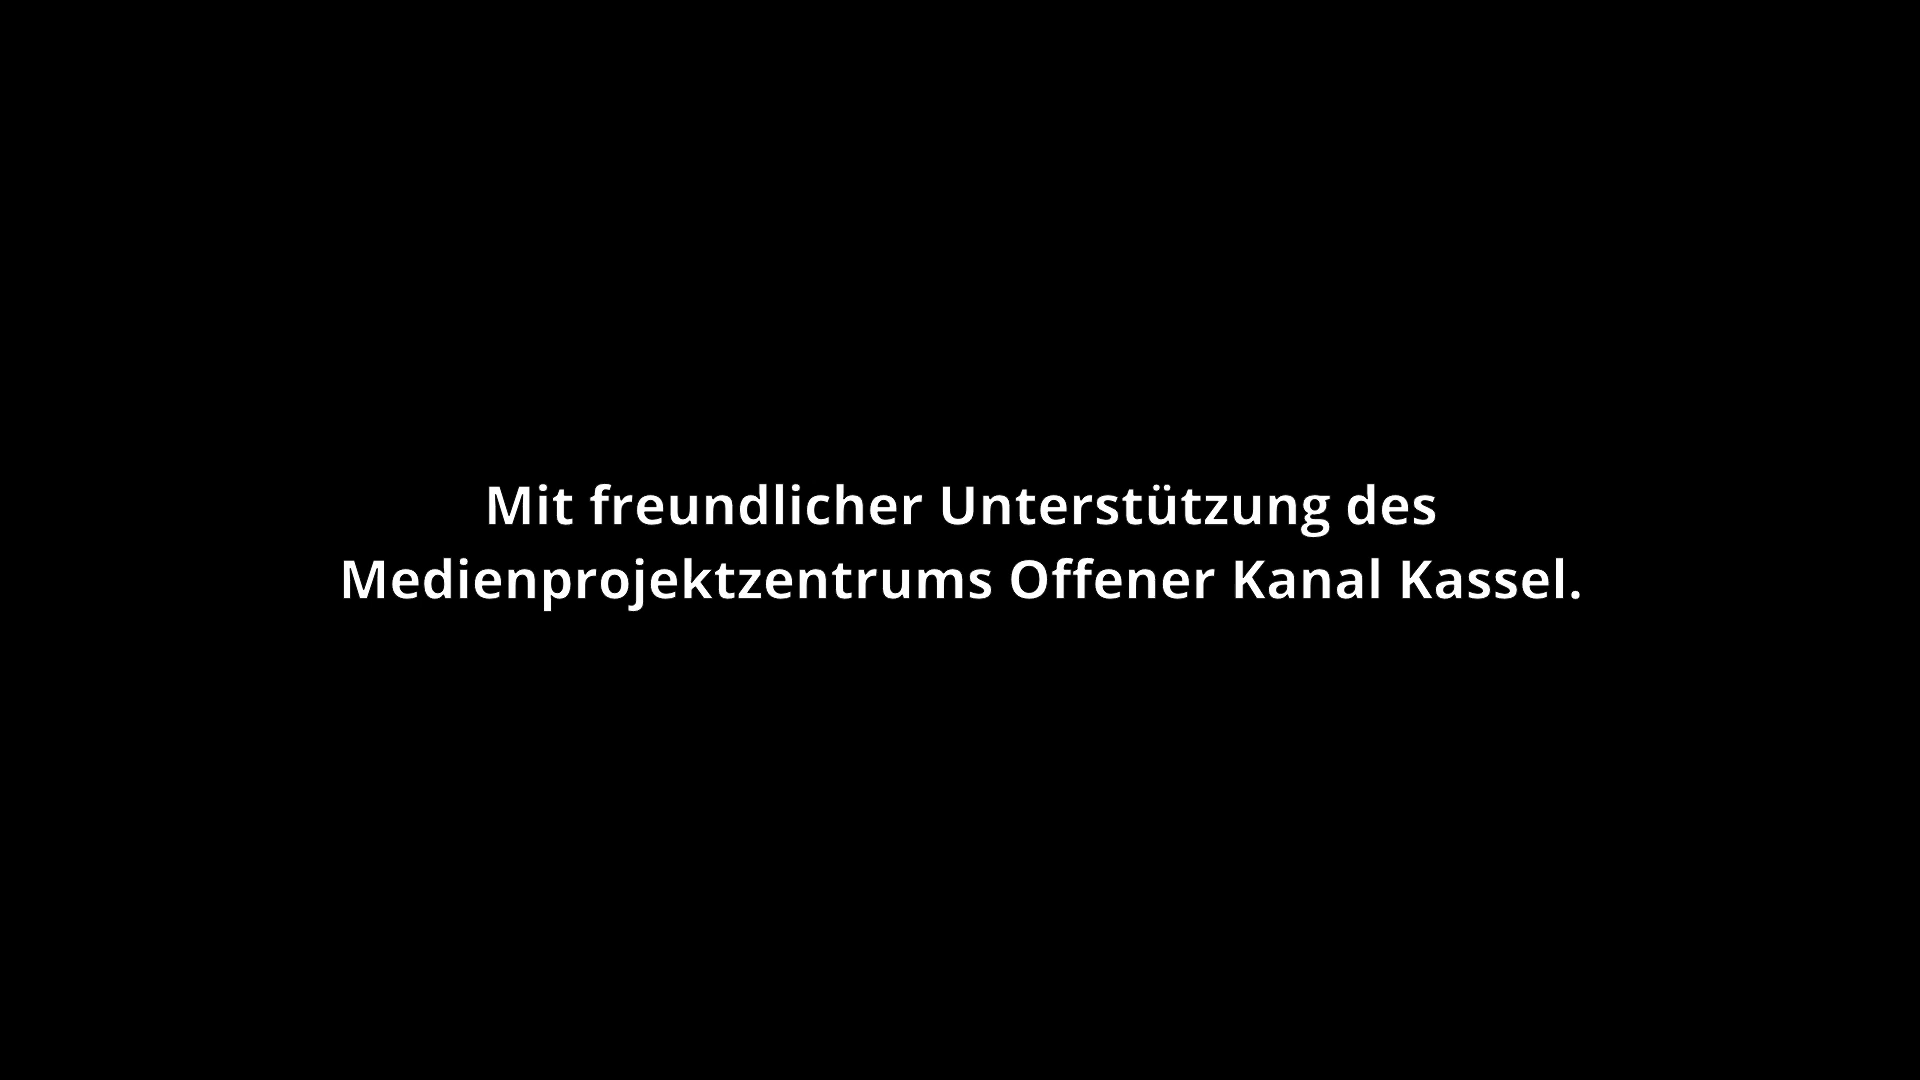 Mit freundlicher Unterstützung des
Medienprojektzentrums Offener Kanal Kassel.